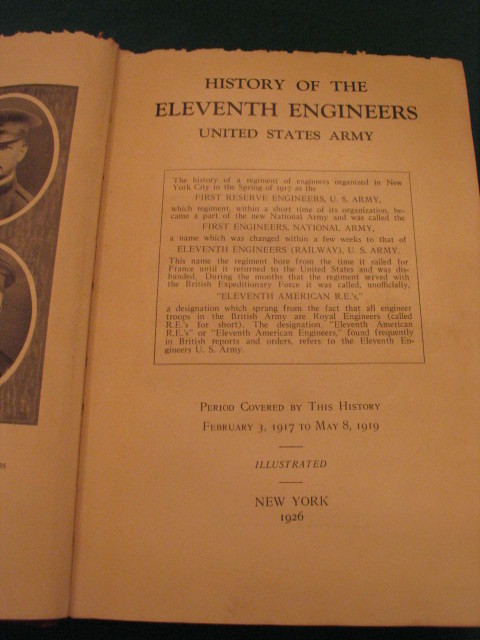 HISTORY OF THE
ELEVENTH ENGINEERS
UNITED STATES ARMY
The history of a regiment of engineers organized in New
York City in the Spring of 1917 as the
FIRST RESERVE ENGINEERS, U. S. ARMY,
which regiment, within a short time of its organization, be-
came a part of the new National Army and was called the
FIRST ENGINEERS, NATIONAL ARMY,
a name which was changed within a few weeks to that of
ELEVENTH ENGINEERS (RAILWAY), U. S. ARMY.
This name the regiment bore from the time it sailed for
France until it returned to the United States and was dis-
banded. During the months that the regiment served with
the British Expeditionary Force it was called, unofficially,
"ELEVENTH AMERICAN R.E.'s,"
a designation which sprang from the fact that all engineer
troops in the British Army are Royal Engineers (called
R.E.'s for short). The designation "Eleventh American
R.E.'s" or "Eleventh American Engineers," found frequently
in British reports and orders, refers to the Eleventh En-
gineers U. S. Army.
PERIOD COVERED BY THIS HISTORY
FEBRUARY 3, 1917 TO MAY 8, 1919
ILLUSTRATED
NEW YORK
1926